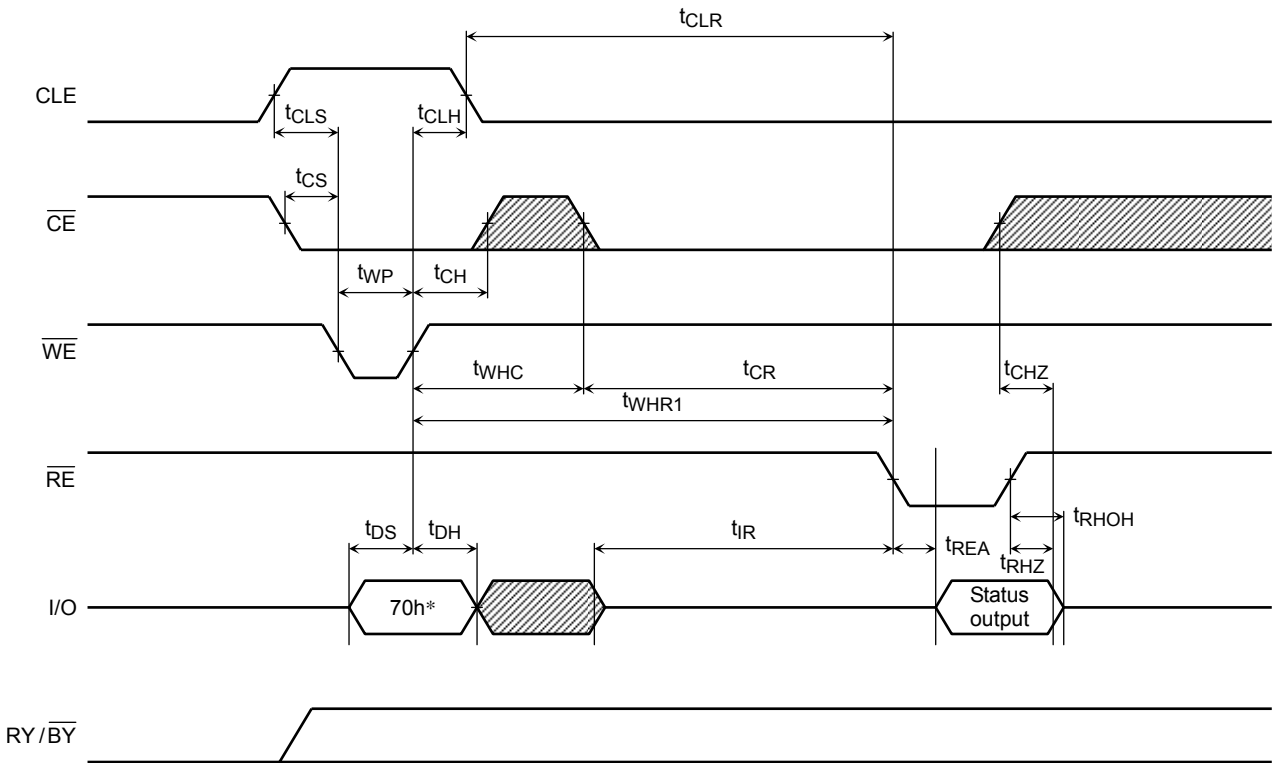 tCLR
CLE
tCLS
tCLH
tCS
CE
tWP
tCH
WE
tWHC
tCR
tCHZ
tWHR1
RE
tDS
tDH
tIR
tREA
tRHOH
tRHZ
I/O
70h*
Status
output
RY/BY